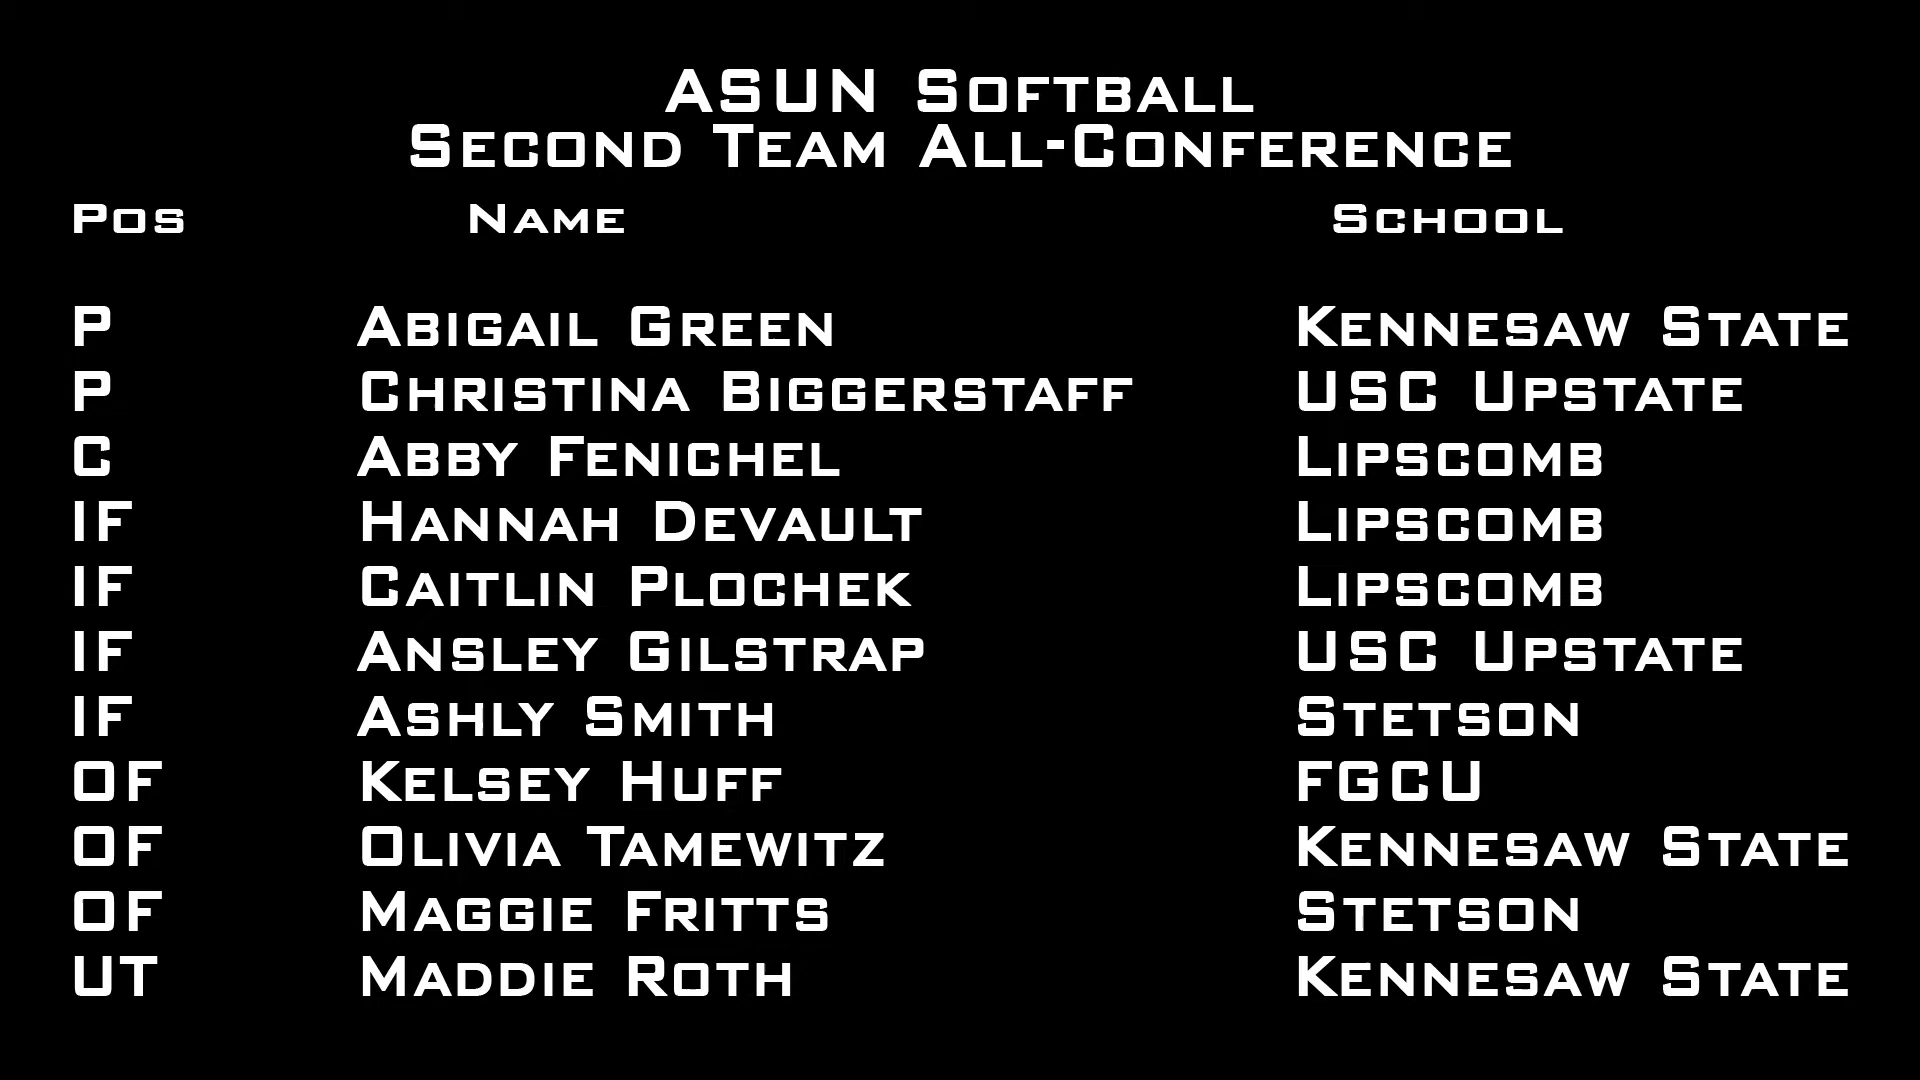 ASUN Softball
Second Team All-Conference
Pos Name School
P Abigail Green Kennesaw State
P Christina Biggerstaff USC Upstate
C Abby Fenichel Lipscomb
IF Hannah Devault Lipscomb
IF Caitlin Plochek Lipscomb
IF Ansley Gilstrap USC Upstate
IF Ashly Smith Stetson
OF Kelsey Huff FGCU
OF Olivia Tamewitz Kennesaw State
OF Maggie Fritts Stetson
UT Maddie Roth Kennesaw State